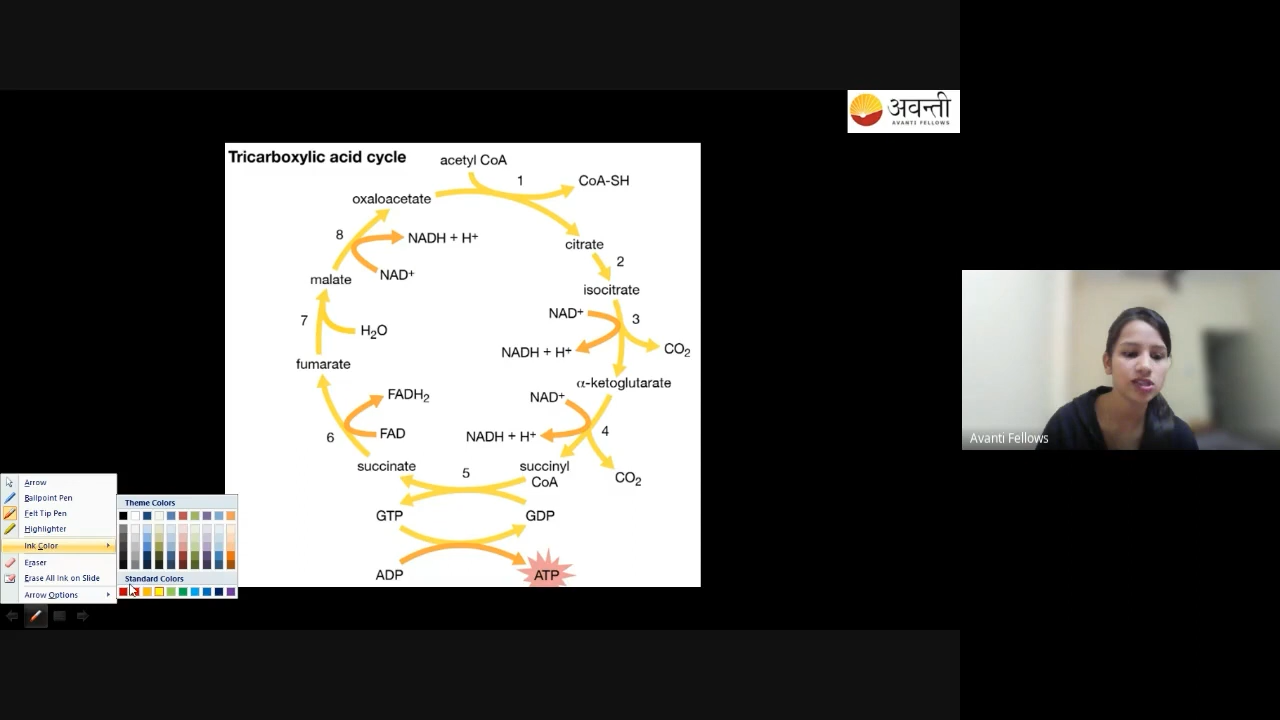 अवन्ती
AVANTI FELLOWS
Tricarboxylic acid cycle
acetyl CoA
1
CoA-SH
oxaloacetate
8
NADH + H⁺
citrate
2
malate
NAD⁺
isocitrate
NAD⁺
3
7
H₂O
NADH + H⁺
CO₂
fumarate
α-ketoglutarate
FADH₂
NAD⁺
6
FAD
NADH + H⁺
4
succinate
5
succinyl
CoA
CO₂
GTP
GDP
ADP
ATP
Avanti Fellows
Arrow
Ballpoint Pen
Felt Tip Pen
Highlighter
Ink Color
Eraser
Erase All Ink on Slide
Arrow Options
Theme Colors
Standard Colors